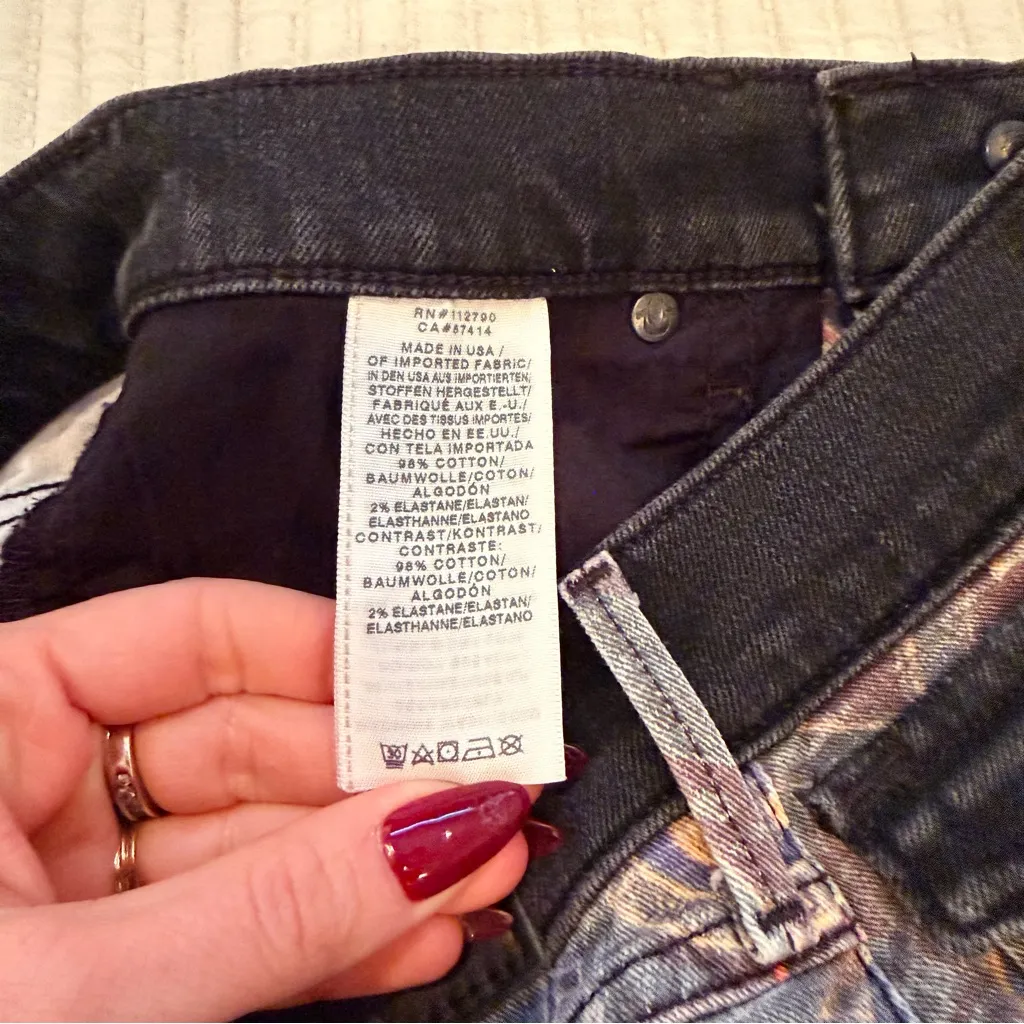 RN#112790
CA#57414
MADE IN USA/
OF IMPORTED FABRIC/
IN DEN USA AUS IMPORTIERTEN/
STOFFEN HERGESTELLT/
FABRIQUÉ AUX E.-U./
AVEC DES TISSUS IMPORTES/
HECHO EN EE.UU./
CON TELA IMPORTADA
98% COTTON/
BAUMWOLLE/COTON/
ALGODÓN
2% ELASTANE/ELASTAN/
ELASTHANNE/ELASTANO
CONTRAST/KONTRAST/
CONTRASTE:
98% COTTON/
BAUMWOLLE/COTON/
ALGODÓN
2% ELASTANE/ELASTAN/
ELASTHANNE/ELASTANO
30